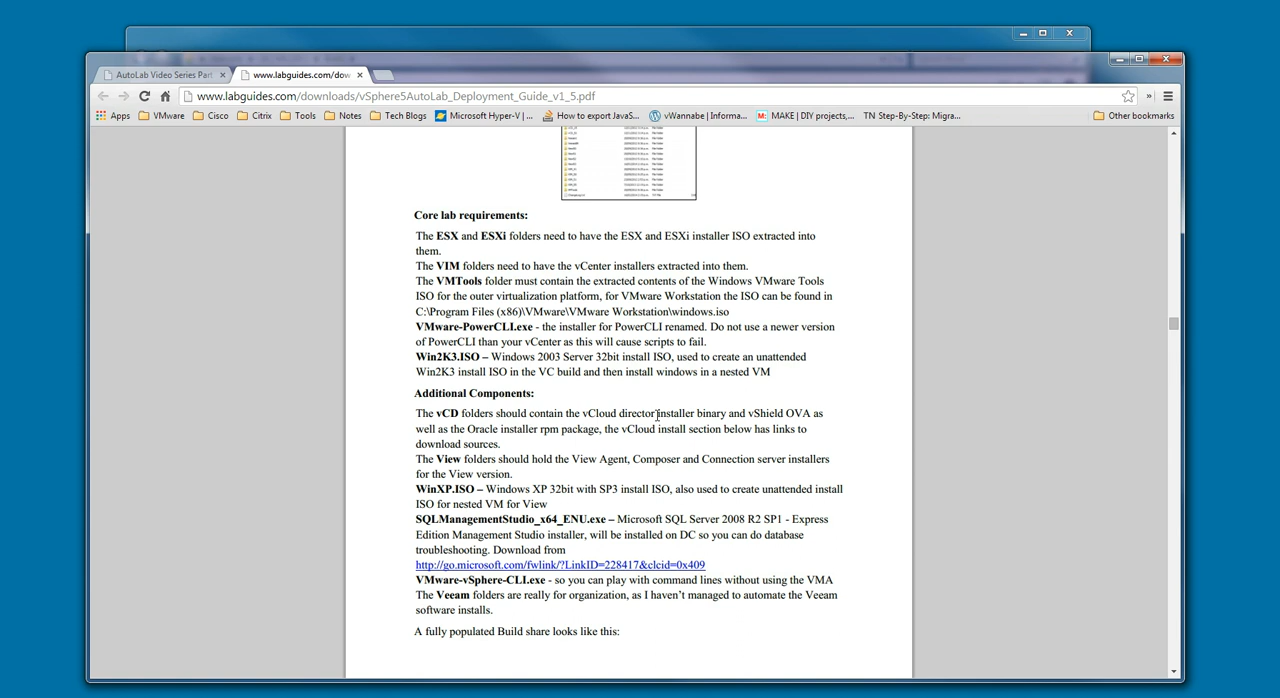 AutoLab Video Series Part
www.labguides.com/dow
www.labguides.com/downloads/vSphere5AutoLab_Deployment_Guide_v1_5.pdf
Apps VMware Cisco Citrix Tools Notes Tech Blogs Microsoft Hyper-V | ... How to export JavaS... vWannabe | Informa... MAKE | DIY projects,... TN Step-By-Step: Migra... Other bookmarks
Core lab requirements:
The ESX and ESXi folders need to have the ESX and ESXi installer ISO extracted into
them.
The VIM folders need to have the vCenter installers extracted into them.
The VMTools folder must contain the extracted contents of the Windows VMware Tools
ISO for the outer virtualization platform, for VMware Workstation the ISO can be found in
C:\Program Files (x86)\VMware\VMware Workstation\windows.iso
VMware-PowerCLI.exe - the installer for PowerCLI renamed. Do not use a newer version
of PowerCLI than your vCenter as this will cause scripts to fail.
Win2K3.ISO – Windows 2003 Server 32bit install ISO, used to create an unattended
Win2K3 install ISO in the VC build and then install windows in a nested VM
Additional Components:
The vCD folders should contain the vCloud director installer binary and vShield OVA as
well as the Oracle installer rpm package, the vCloud install section below has links to
download sources.
The View folders should hold the View Agent, Composer and Connection server installers
for the View version.
WinXP.ISO – Windows XP 32bit with SP3 install ISO, also used to create unattended install
ISO for nested VM for View
SQLManagementStudio_x64_ENU.exe – Microsoft SQL Server 2008 R2 SP1 - Express
Edition Management Studio installer, will be installed on DC so you can do database
troubleshooting. Download from
http://go.microsoft.com/fwlink/?LinkID=228417&clcid=0x409
VMware-vSphere-CLI.exe - so you can play with command lines without using the VMA
The Veeam folders are really for organization, as I haven't managed to automate the Veeam
software installs.
A fully populated Build share looks like this: